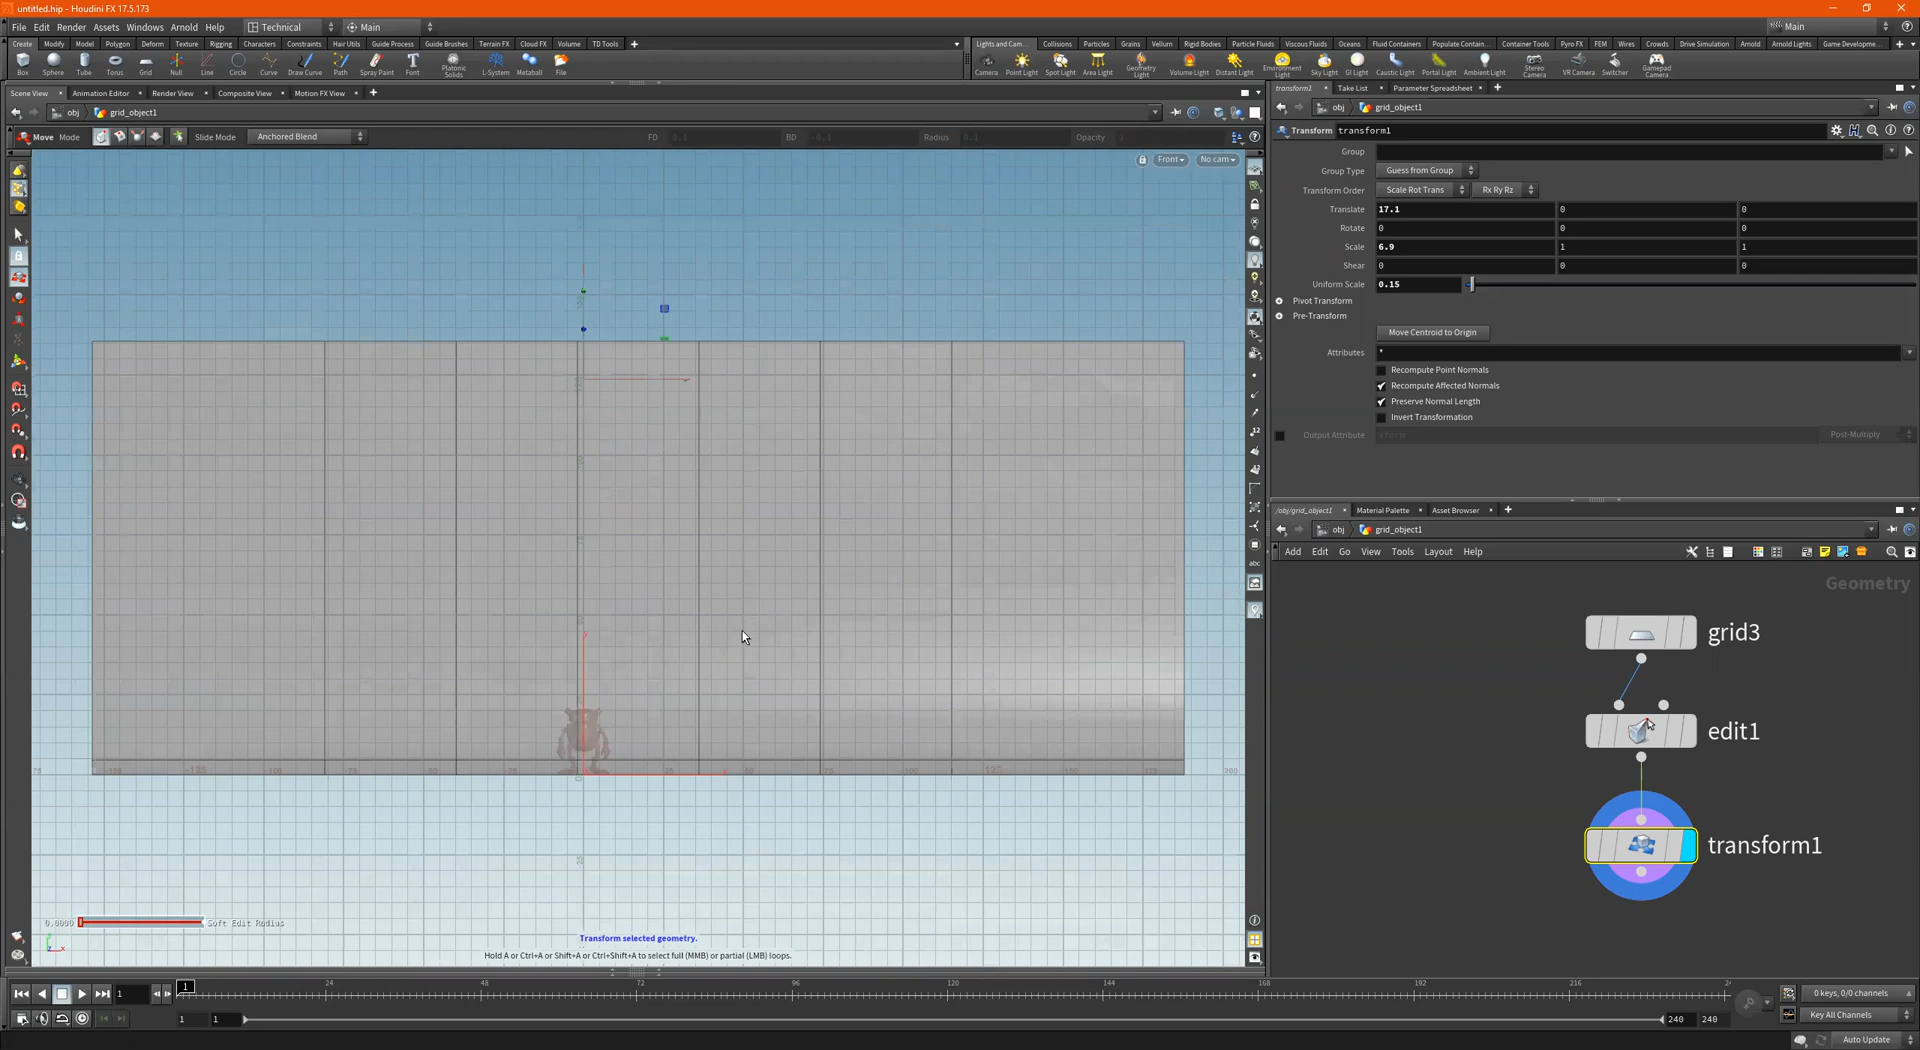 untitled.hip - Houdini FX 17.5.173
File Edit Render Assets Windows Arnold Help Technical Main Main
Create Modify Model Polygon Deform Texture Rigging Characters Constraints Hair Utils Guide Process Guide Brushes Terrain FX Cloud FX Volume TD Tools
Lights and Cam... Collisions Particles Grains Vellum Rigid Bodies Particle Fluids Viscous Fluids Oceans Fluid Containers Populate Contain... Container Tools Pyro FX FEM Wires Crowds Drive Simulation Arnold Arnold Lights Game Developme...
Box Sphere Tube Torus Grid Null Line Circle Curve Draw Curve Path Spray Paint Font Platonic Solids L-System Metaball File
Camera Point Light Spot Light Area Light Geometry Light Volume Light Distant Light Environment Light Sky Light GI Light Caustic Light Portal Light Ambient Light Stereo Camera VR Camera Switcher Gamepad Camera
Scene View Animation Editor Render View Composite View Motion FX View
obj grid_object1
Move Mode Slide Mode Anchored Blend FD 0.1 BD -0.1 Radius 0.1 Opacity 1
Front No cam
0.0000 Soft Edit Radius
Transform selected geometry.
Hold A or Ctrl+A or Shift+A or Ctrl+Shift+A to select full (MMB) or partial (LMB) loops.
transform1 Take List Parameter Spreadsheet
obj grid_object1
Transform transform1
Group
Group Type Guess from Group
Transform Order Scale Rot Trans Rx Ry Rz
Translate 17.1 0 0
Rotate 0 0 0
Scale 6.9 1 1
Shear 0 0 0
Uniform Scale 0.15
Pivot Transform
Pre-Transform
Move Centroid to Origin
Attributes *
Recompute Point Normals
Recompute Affected Normals
Preserve Normal Length
Invert Transformation
Output Attribute xform Post-Multiply
/obj/grid_object1 Material Palette Asset Browser
obj grid_object1
Add Edit Go View Tools Layout Help
Geometry
grid3
edit1
transform1
1 1 24 48 72 96 120 144 168 192 216
1 1 240 240
0 keys, 0/0 channels
Key All Channels
Auto Update